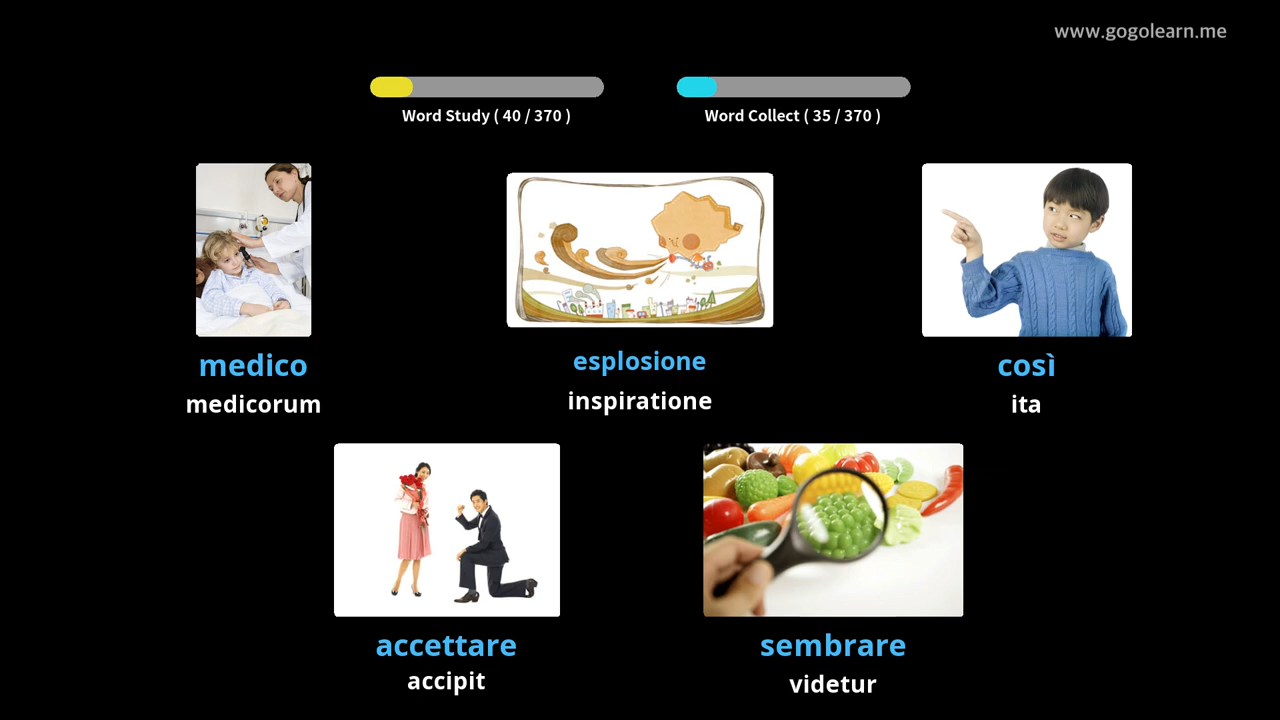 www.gogolearn.me
Word Study ( 40 / 370 )
Word Collect ( 35 / 370 )
medico
medicorum
esplosione
inspiratione
così
ita
accettare
accipit
sembrare
videtur